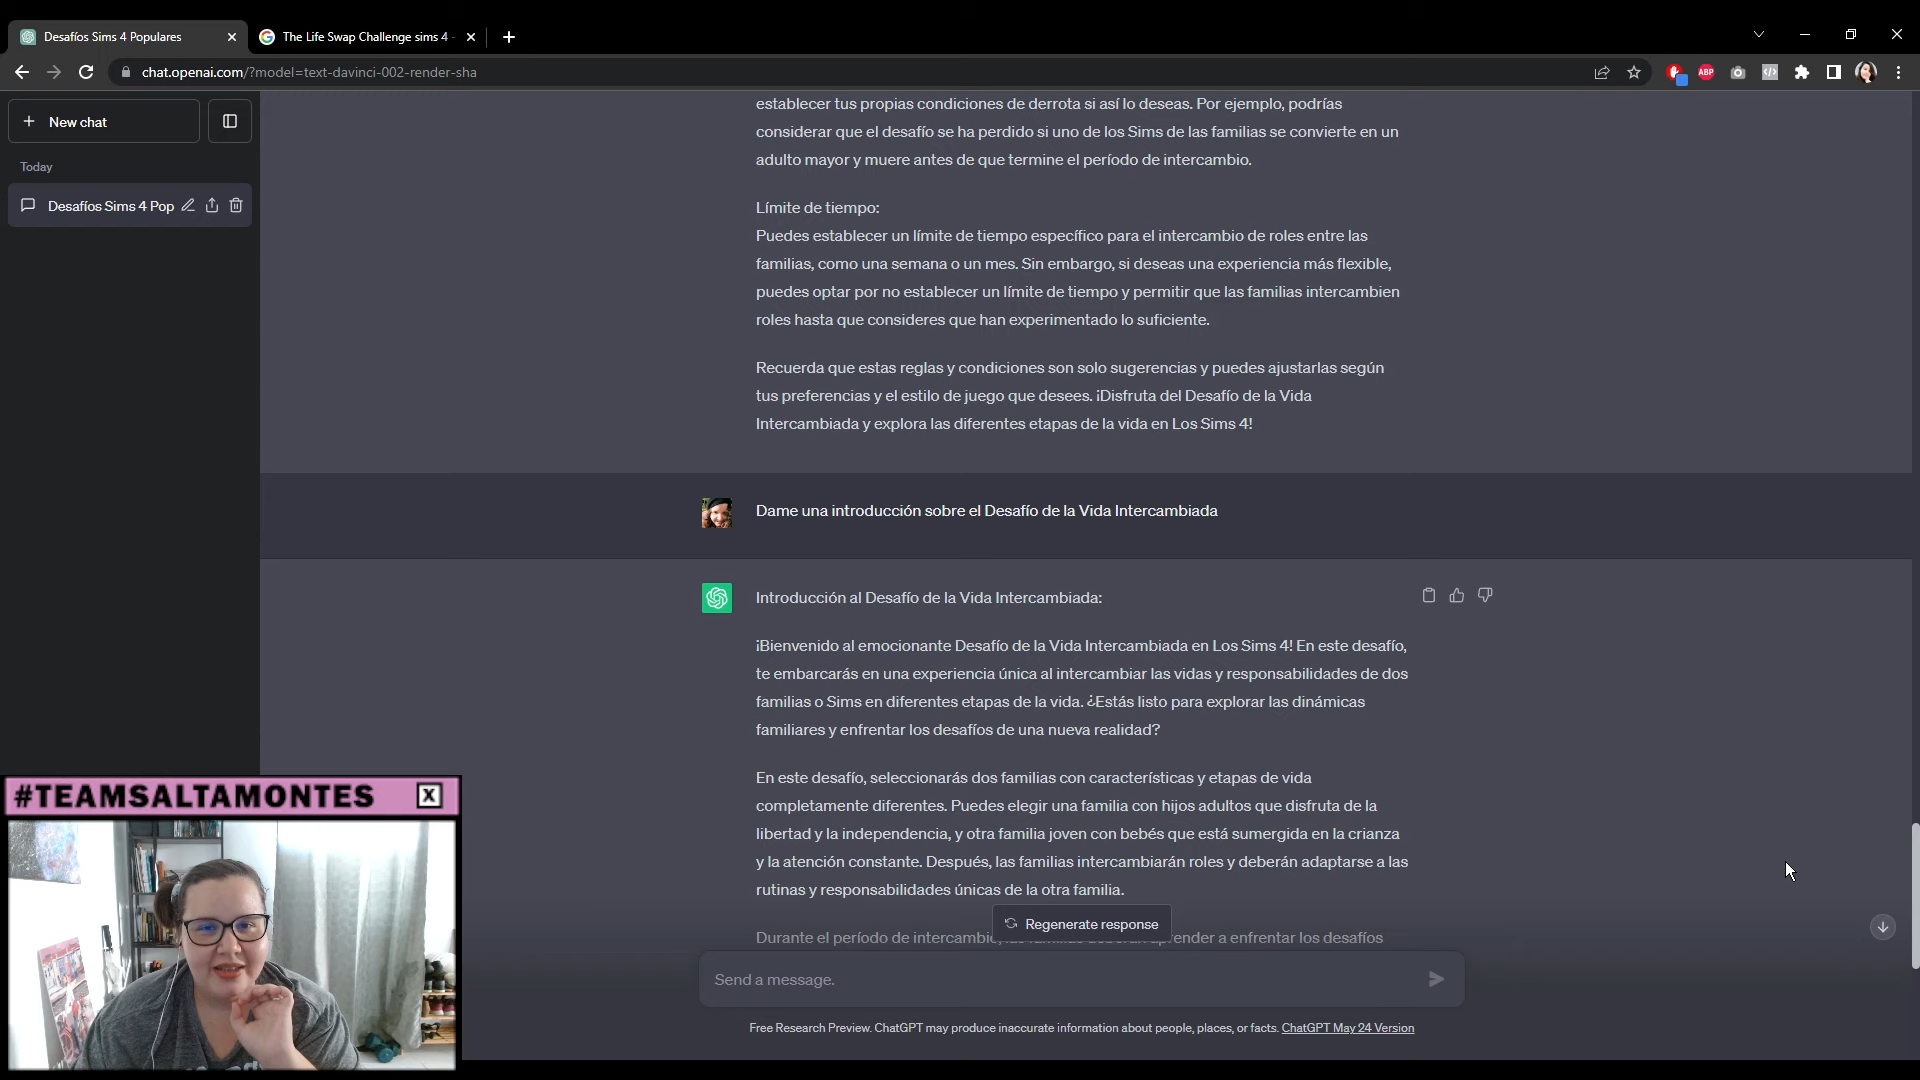 Desafíos Sims 4 Populares
The Life Swap Challenge sims 4 -
chat.openai.com/?model=text-davinci-002-render-sha
ABP
New chat
Today
Desafíos Sims 4 Pop
establecer tus propias condiciones de derrota si así lo deseas. Por ejemplo, podrías
considerar que el desafío se ha perdido si uno de los Sims de las familias se convierte en un
adulto mayor y muere antes de que termine el período de intercambio.
Límite de tiempo:
Puedes establecer un límite de tiempo específico para el intercambio de roles entre las
familias, como una semana o un mes. Sin embargo, si deseas una experiencia más flexible,
puedes optar por no establecer un límite de tiempo y permitir que las familias intercambien
roles hasta que consideres que han experimentado lo suficiente.
Recuerda que estas reglas y condiciones son solo sugerencias y puedes ajustarlas según
tus preferencias y el estilo de juego que desees. ¡Disfruta del Desafío de la Vida
Intercambiada y explora las diferentes etapas de la vida en Los Sims 4!
Dame una introducción sobre el Desafío de la Vida Intercambiada
Introducción al Desafío de la Vida Intercambiada:
¡Bienvenido al emocionante Desafío de la Vida Intercambiada en Los Sims 4! En este desafío,
te embarcarás en una experiencia única al intercambiar las vidas y responsabilidades de dos
familias o Sims en diferentes etapas de la vida. ¿Estás listo para explorar las dinámicas
familiares y enfrentar los desafíos de una nueva realidad?
En este desafío, seleccionarás dos familias con características y etapas de vida
completamente diferentes. Puedes elegir una familia con hijos adultos que disfruta de la
libertad y la independencia, y otra familia joven con bebés que está sumergida en la crianza
y la atención constante. Después, las familias intercambiarán roles y deberán adaptarse a las
rutinas y responsabilidades únicas de la otra familia.
Regenerate response
Durante el período de intercambio, a enfrentar los desafíos
Send a message.
Free Research Preview. ChatGPT may produce inaccurate information about people, places, or facts. ChatGPT May 24 Version
#TEAMSALTAMONTES X